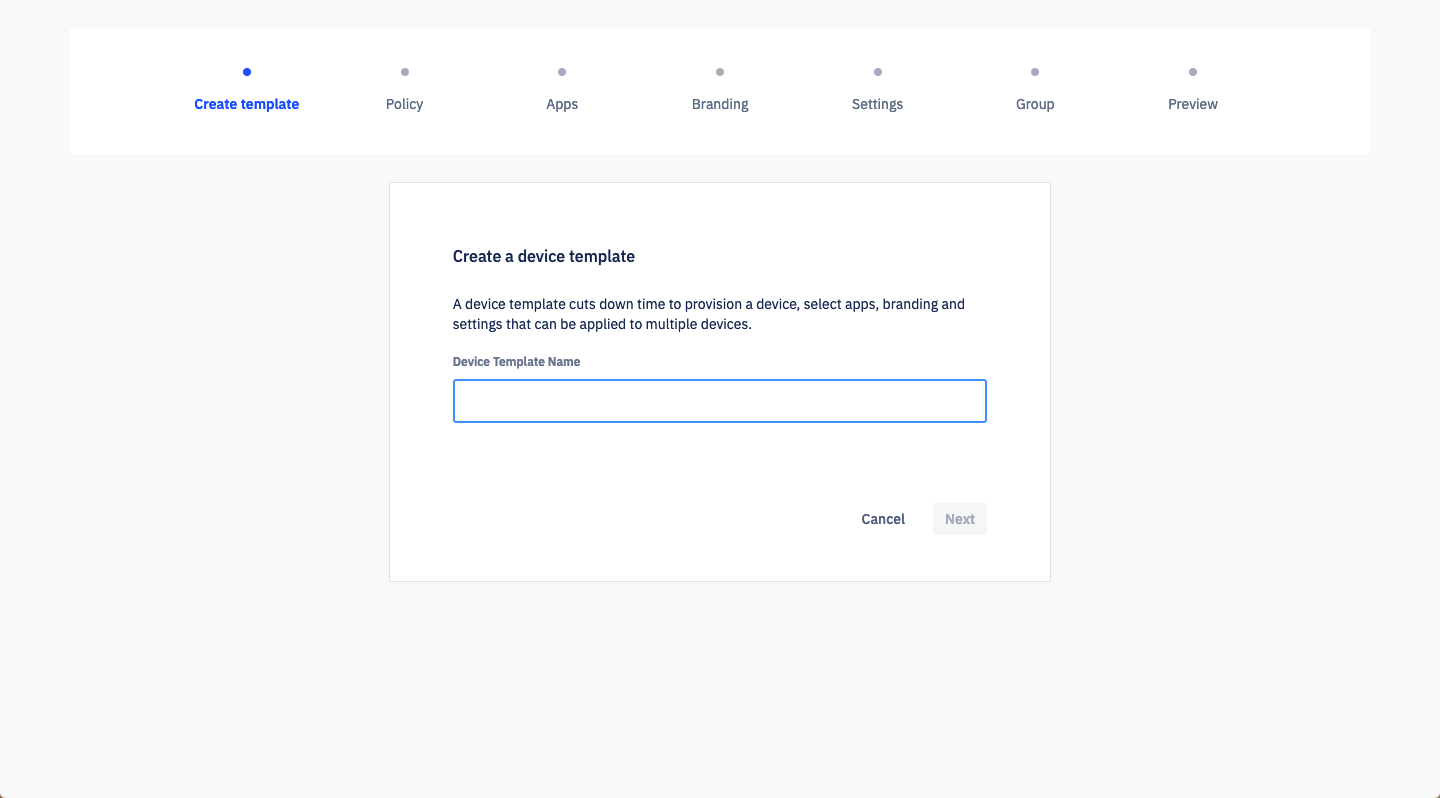 Create template
Policy
Apps
Branding
Settings
Group
Preview
Create a device template
A device template cuts down time to provision a device, select apps, branding and
settings that can be applied to multiple devices.
Device Template Name
Cancel
Next